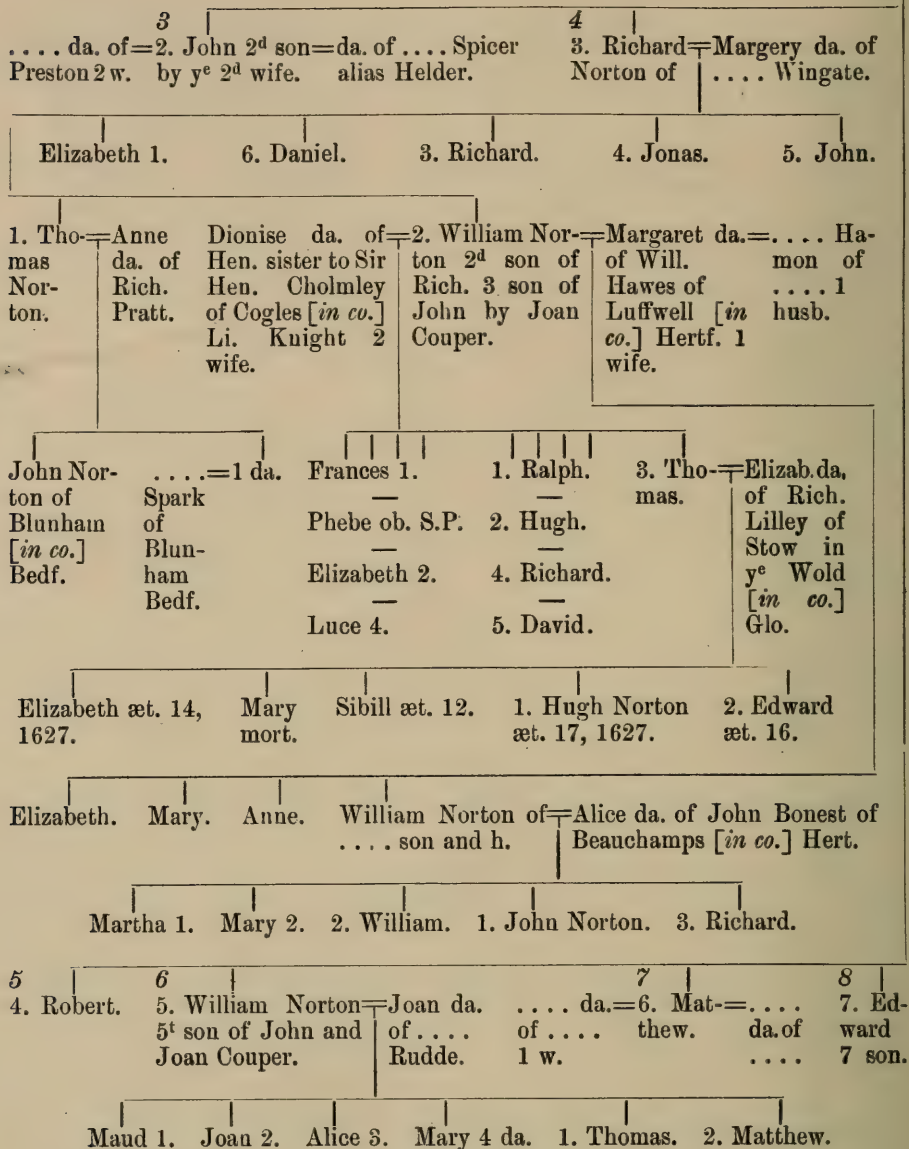 3 4
. . . . da. of=2. John 2d son=da. of . . . . Spicer 3. Richard=Margery da. of
Preston 2 w. by ye 2d wife. alias Helder. Norton of . . . . Wingate.
Elizabeth 1. 6. Daniel. 3. Richard. 4. Jonas. 5. John.
1. Tho-=Anne Dionise da. of=2. William Nor-=Margaret da.=. . . . Ha-
mas da. of Hen. sister to Sir ton 2d son of of Will. mon of
Nor- Rich. Hen. Cholmley Rich. 3 son of Hawes of . . . . 1
ton. Pratt. of Cogles [in co.] John by Joan Luffwell [in husb.
Li. Knight 2 Couper. co.] Hertf. 1
wife. wife.
John Nor- . . . .=1 da. Frances 1. 1. Ralph. 3. Tho-=Elizab. da.
ton of Spark — — mas. of Rich.
Blunham of Phebe ob. S.P. 2. Hugh. Lilley of
[in co.] Blun- — — Stow in
Bedf. ham Elizabeth 2. 4. Richard. ye Wold
Bedf. — — [in co.]
Luce 4. 5. David. Glo.
Elizabeth æt. 14, Mary Sibill æt. 12. 1. Hugh Norton 2. Edward
1627. mort. æt. 17, 1627. æt. 16.
Elizabeth. Mary. Anne. William Norton of=Alice da. of John Bonest of
. . . . son and h. Beauchamps [in co.] Hert.
Martha 1. Mary 2. 2. William. 1. John Norton. 3. Richard.
5 6 7 8
4. Robert. 5. William Norton=Joan da. . . . . da.=6. Mat-=. . . . 7. Ed-
5t son of John and of . . . . of . . . . thew. da. of ward
Joan Couper. Rudde. 1 w. . . . . 7 son.
Maud 1. Joan 2. Alice 3. Mary 4 da. 1. Thomas. 2. Matthew.